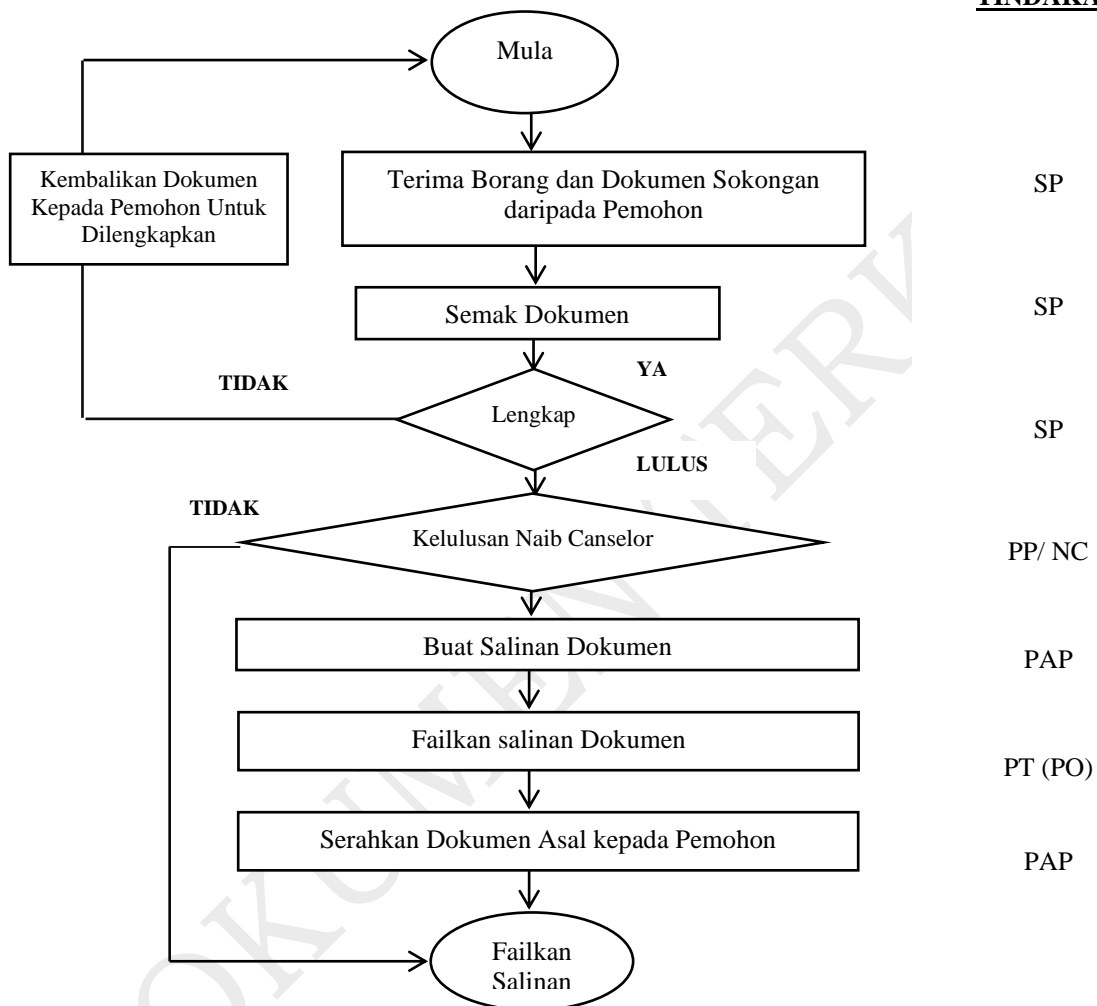 Mula
Kembalikan Dokumen
Kepada Pemohon Untuk
Dilengkapkan
Terima Borang dan Dokumen Sokongan
daripada Pemohon
SP
Semak Dokumen
SP
TIDAK
YA
Lengkap
SP
LULUS
TIDAK
Kelulusan Naib Canselor
PP/ NC
Buat Salinan Dokumen
PAP
Failkan salinan Dokumen
PT (PO)
Serahkan Dokumen Asal kepada Pemohon
PAP
Failkan
Salinan